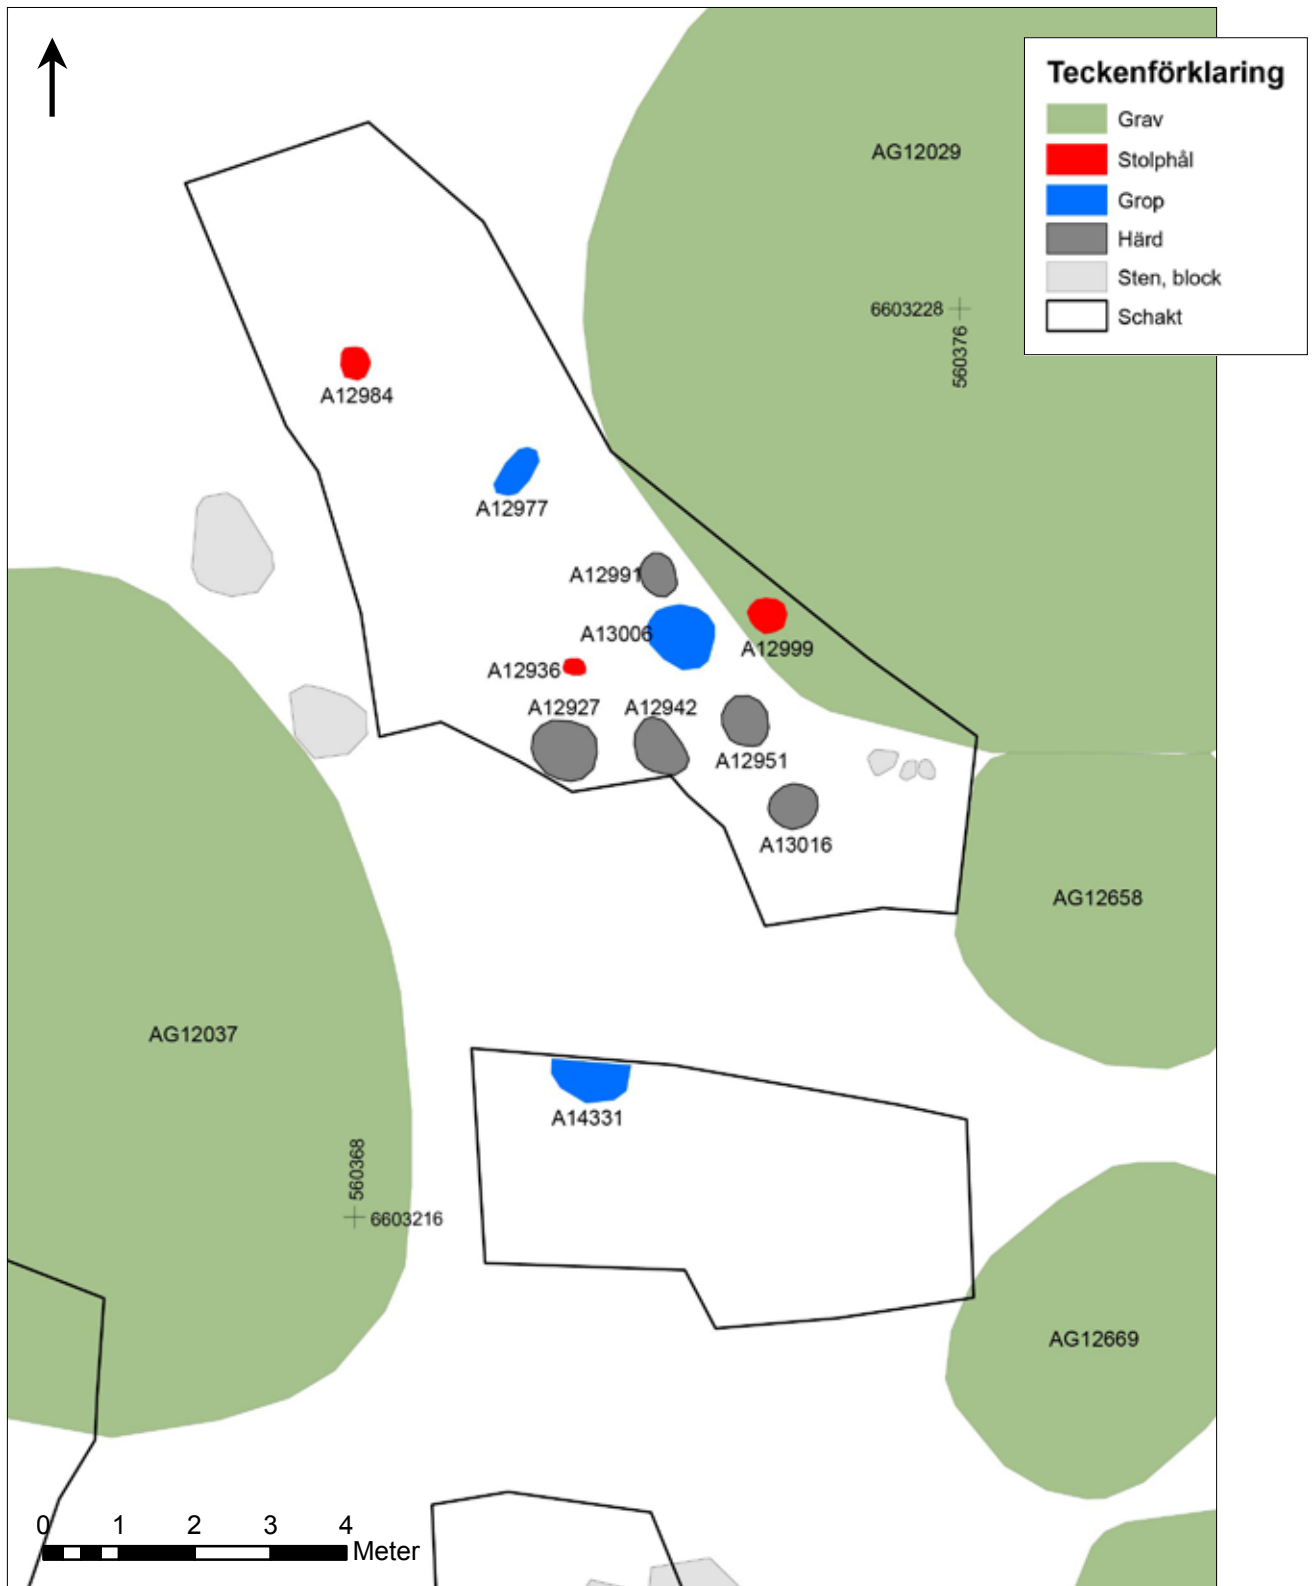 Teckenförklaring
Grav
Stolphål
Grop
Härd
Sten, block
Schakt
AG12029
6603228
560376
A12984
A12977
A12991
A13006
A12999
A12936
A12927
A12942
A12951
A13016
AG12658
AG12037
A14331
560368
6603216
AG12669
0 1 2 3 4
Meter